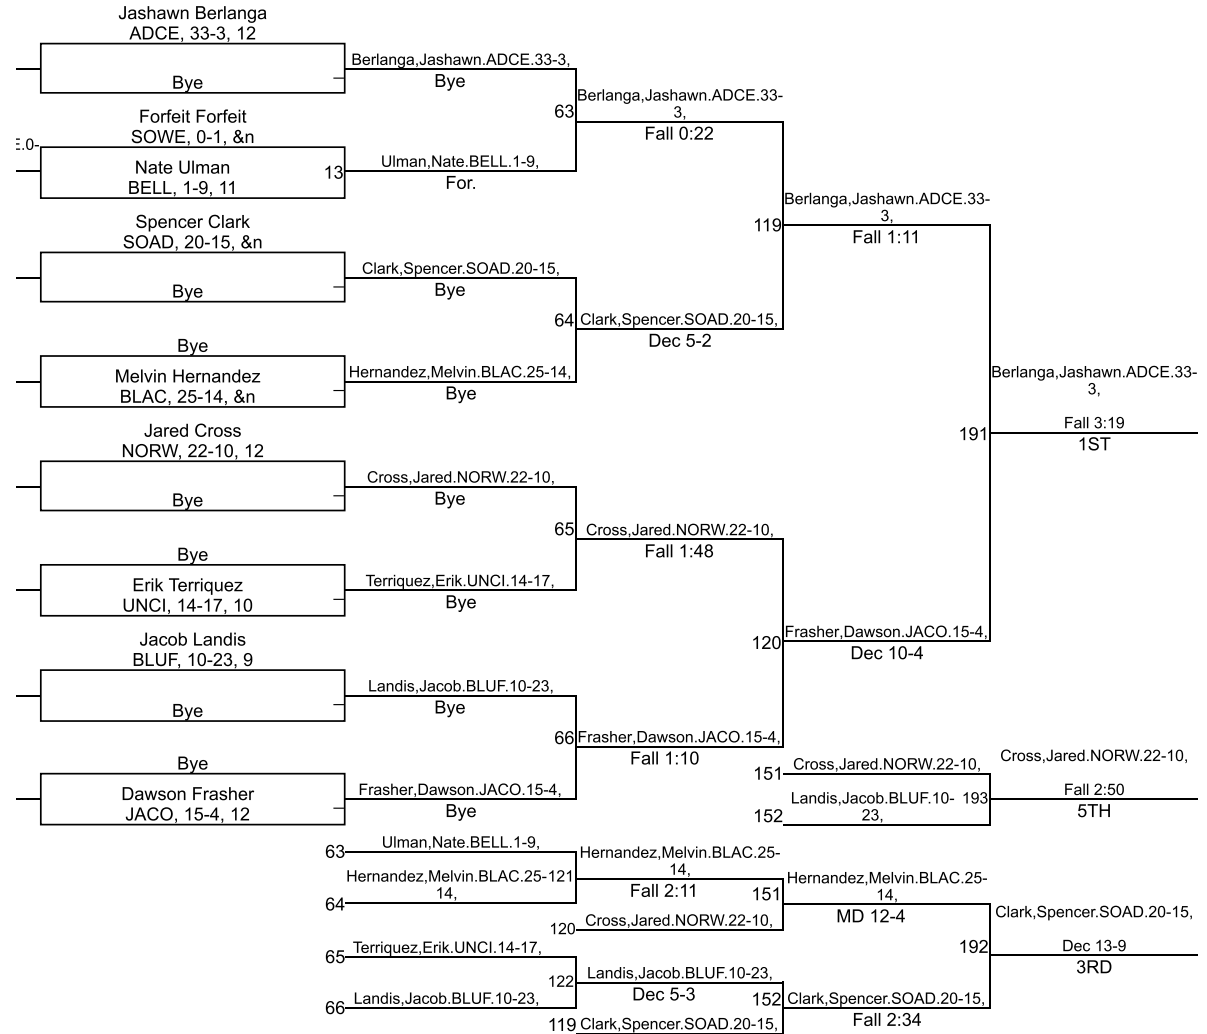 Jashawn Berlanga
ADCE, 33-3, 12
Bye
Berlanga,Jashawn.ADCE.33-3,
Bye
Forfeit Forfeit
SOWE, 0-1, &n
E.0-
Nate Ulman
BELL, 1-9, 11
13
Ulman,Nate.BELL.1-9,
For.
63
Berlanga,Jashawn.ADCE.33-
3,
Fall 0:22
Spencer Clark
SOAD, 20-15, &n
Bye
Clark,Spencer.SOAD.20-15,
Bye
Bye
Melvin Hernandez
BLAC, 25-14, &n
Hernandez,Melvin.BLAC.25-14,
Bye
64
Clark,Spencer.SOAD.20-15,
Dec 5-2
119
Berlanga,Jashawn.ADCE.33-
3,
Fall 1:11
Jared Cross
NORW, 22-10, 12
Bye
Cross,Jared.NORW.22-10,
Bye
Bye
Erik Terriquez
UNCI, 14-17, 10
Terriquez,Erik.UNCI.14-17,
Bye
65
Cross,Jared.NORW.22-10,
Fall 1:48
Jacob Landis
BLUF, 10-23, 9
Bye
Landis,Jacob.BLUF.10-23,
Bye
Bye
Dawson Frasher
JACO, 15-4, 12
Frasher,Dawson.JACO.15-4,
Bye
66
Frasher,Dawson.JACO.15-4,
Fall 1:10
120
Frasher,Dawson.JACO.15-4,
Dec 10-4
191
Berlanga,Jashawn.ADCE.33-
3,
Fall 3:19
1ST
151
Cross,Jared.NORW.22-10,
152
Landis,Jacob.BLUF.10-
23,
193
Cross,Jared.NORW.22-10,
Fall 2:50
5TH
63
Ulman,Nate.BELL.1-9,
64
Hernandez,Melvin.BLAC.25-
14,
121
Hernandez,Melvin.BLAC.25-
14,
Fall 2:11
120
Cross,Jared.NORW.22-10,
151
Hernandez,Melvin.BLAC.25-
14,
MD 12-4
65
Terriquez,Erik.UNCI.14-17,
66
Landis,Jacob.BLUF.10-23,
122
Landis,Jacob.BLUF.10-23,
Dec 5-3
119
Clark,Spencer.SOAD.20-15,
152
Clark,Spencer.SOAD.20-15,
Fall 2:34
192
Clark,Spencer.SOAD.20-15,
Dec 13-9
3RD